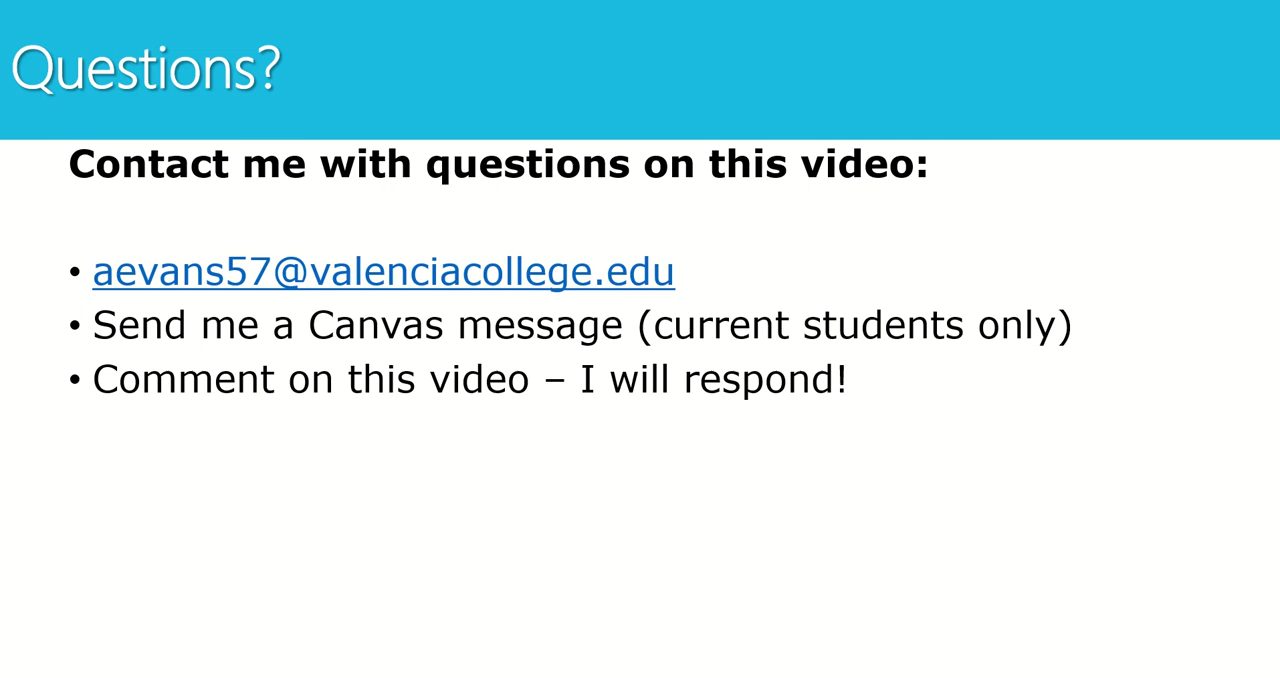 Questions?
Contact me with questions on this video:
• aevans57@valenciacollege.edu
• Send me a Canvas message (current students only)
• Comment on this video – I will respond!